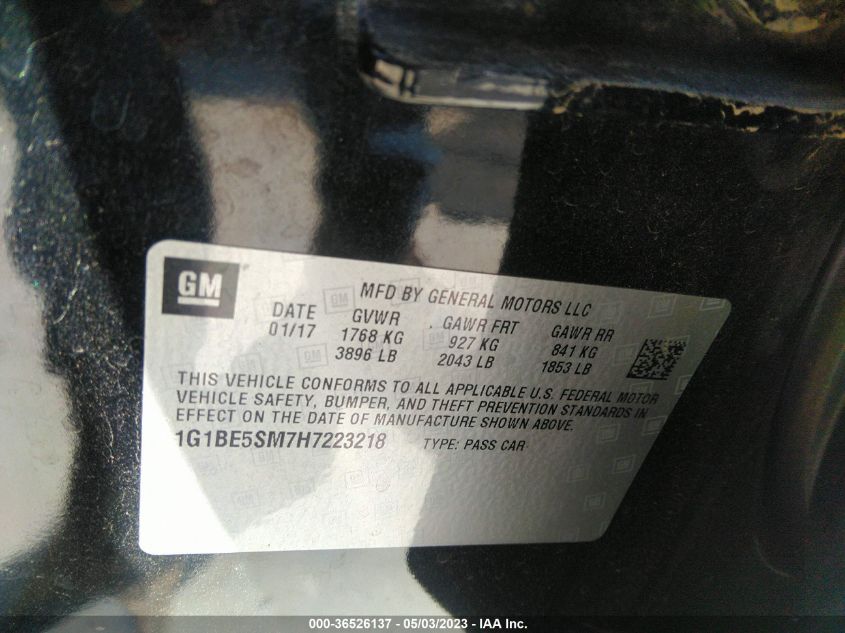 GM
MFD BY GENERAL MOTORS LLC
DATE GVWR GAWR FRT GAWR RR
01/17 1768 KG 927 KG 841 KG
3896 LB 2043 LB 1853 LB
THIS VEHICLE CONFORMS TO ALL APPLICABLE U.S. FEDERAL MOTOR
VEHICLE SAFETY, BUMPER, AND THEFT PREVENTION STANDARDS IN
EFFECT ON THE DATE OF MANUFACTURE SHOWN ABOVE.
1G1BE5SM7H7223218 TYPE: PASS CAR
000-36526137 - 05/03/2023 - IAA Inc.